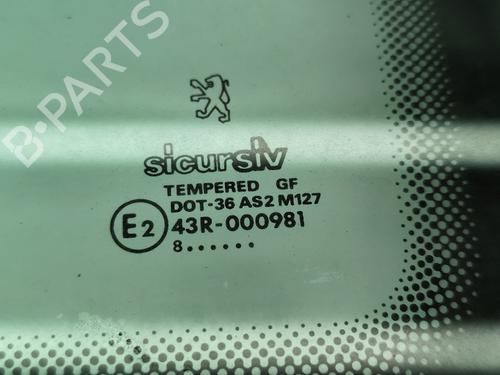 B-PARTS
sicursiv
TEMPERED GF
DOT-36 AS2 M127
E2 43R-000981
8......